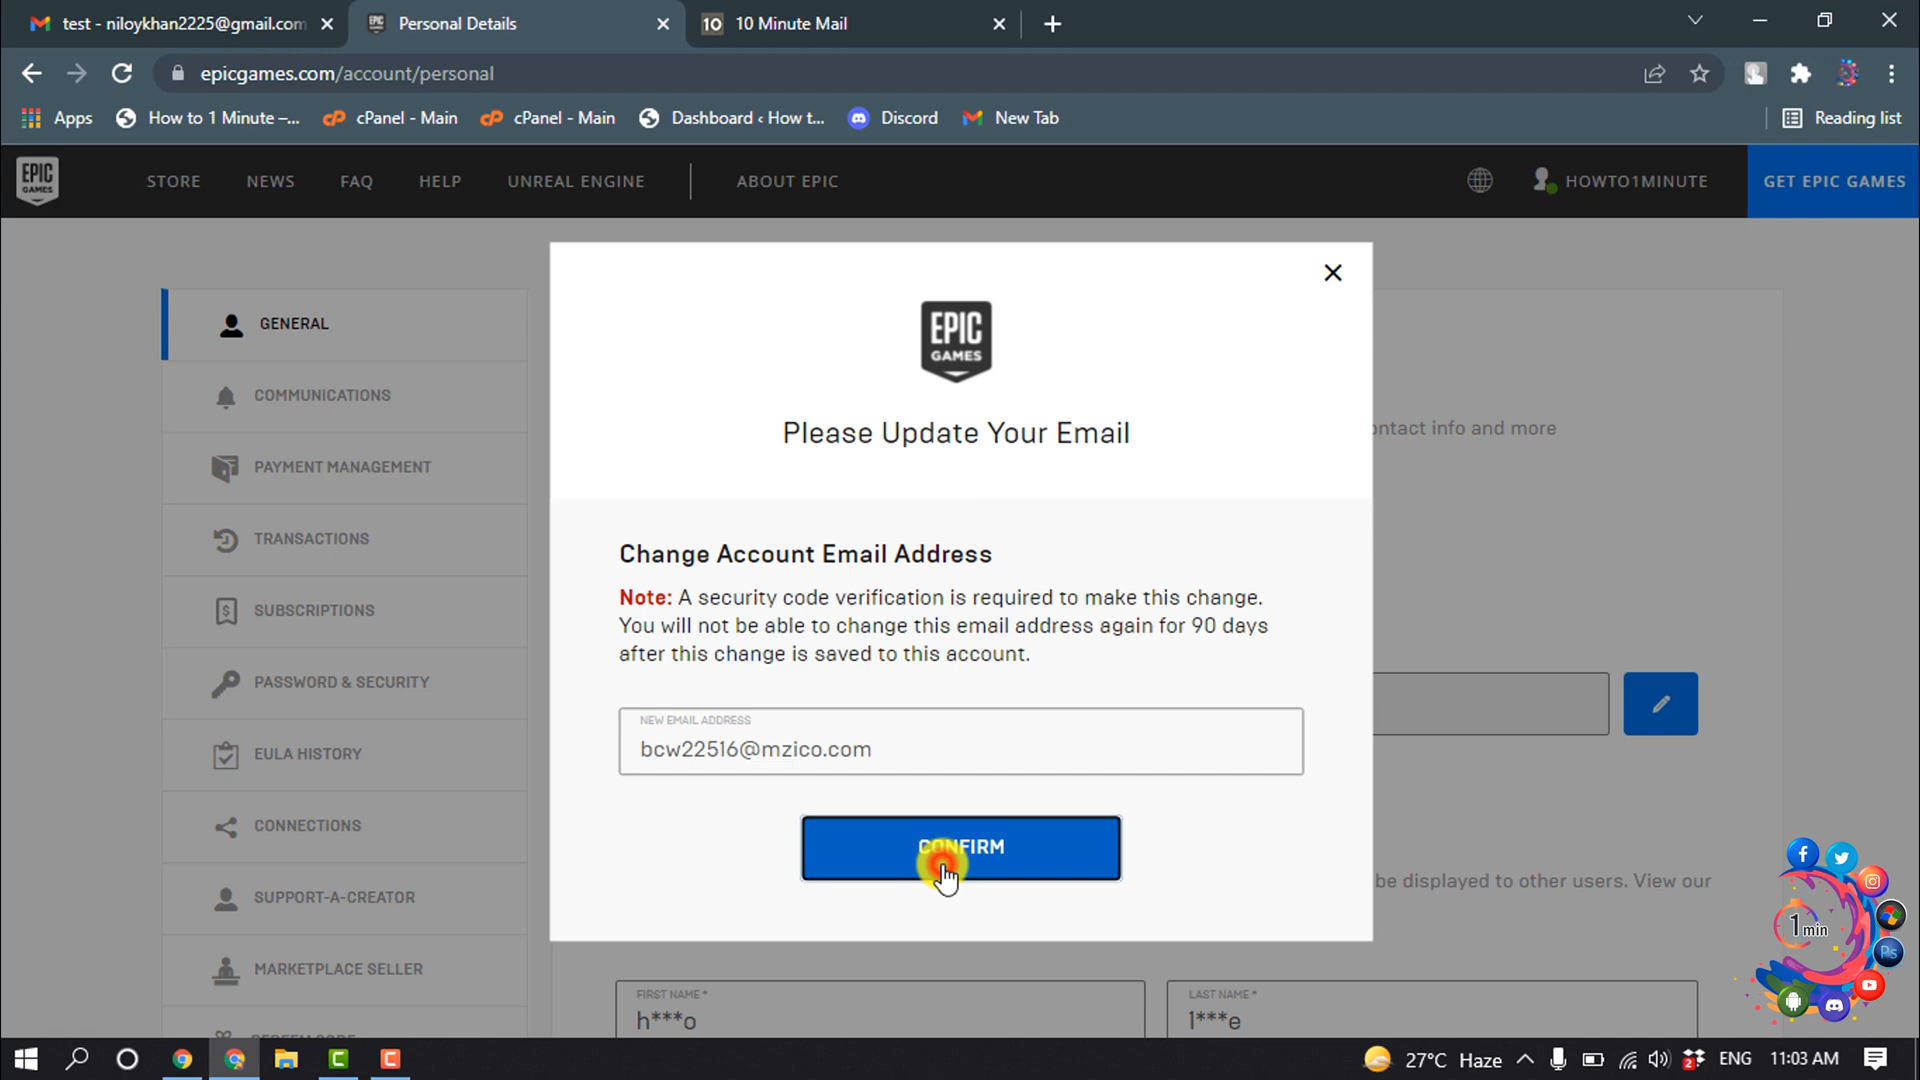 test - niloykhan2225@gmail.com
Personal Details
10
10 Minute Mail
epicgames.com/account/personal
Apps
How to 1 Minute –...
cPanel - Main
cPanel - Main
Dashboard ‹ How t...
Discord
New Tab
Reading list
EPIC
GAMES
STORE
NEWS
FAQ
HELP
UNREAL ENGINE
ABOUT EPIC
HOWTO1MINUTE
GET EPIC GAMES
GENERAL
COMMUNICATIONS
PAYMENT MANAGEMENT
TRANSACTIONS
SUBSCRIPTIONS
PASSWORD & SECURITY
EULA HISTORY
CONNECTIONS
SUPPORT-A-CREATOR
MARKETPLACE SELLER
EPIC
GAMES
Please Update Your Email
ontact info and more
Change Account Email Address
Note: A security code verification is required to make this change.
You will not be able to change this email address again for 90 days
after this change is saved to this account.
NEW EMAIL ADDRESS
bcw22516@mzico.com
CONFIRM
be displayed to other users. View our
FIRST NAME *
h***o
LAST NAME *
l***e
1 min
Ps
27°C Haze
2
ENG
11:03 AM